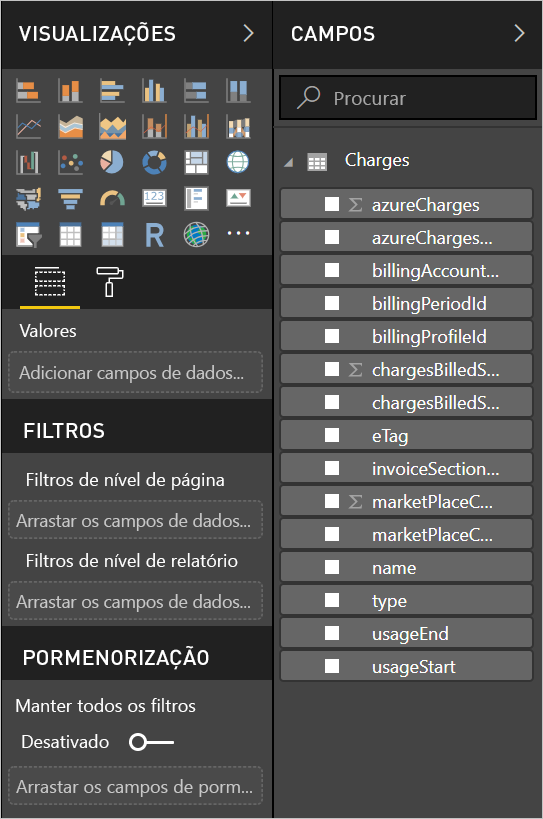 VISUALIZAÇÕES
123
R
Valores
Adicionar campos de dados...
FILTROS
Filtros de nível de página
Arrastar os campos de dados...
Filtros de nível de relatório
Arrastar os campos de dados...
PORMENORIZAÇÃO
Manter todos os filtros
Desativado
Arrastar os campos de porm...
CAMPOS
Procurar
Charges
Σ azureCharges
azureCharges...
billingAccount...
billingPeriodId
billingProfileId
Σ chargesBilledS...
chargesBilledS...
eTag
invoiceSection...
Σ marketPlaceC...
marketPlaceC...
name
type
usageEnd
usageStart